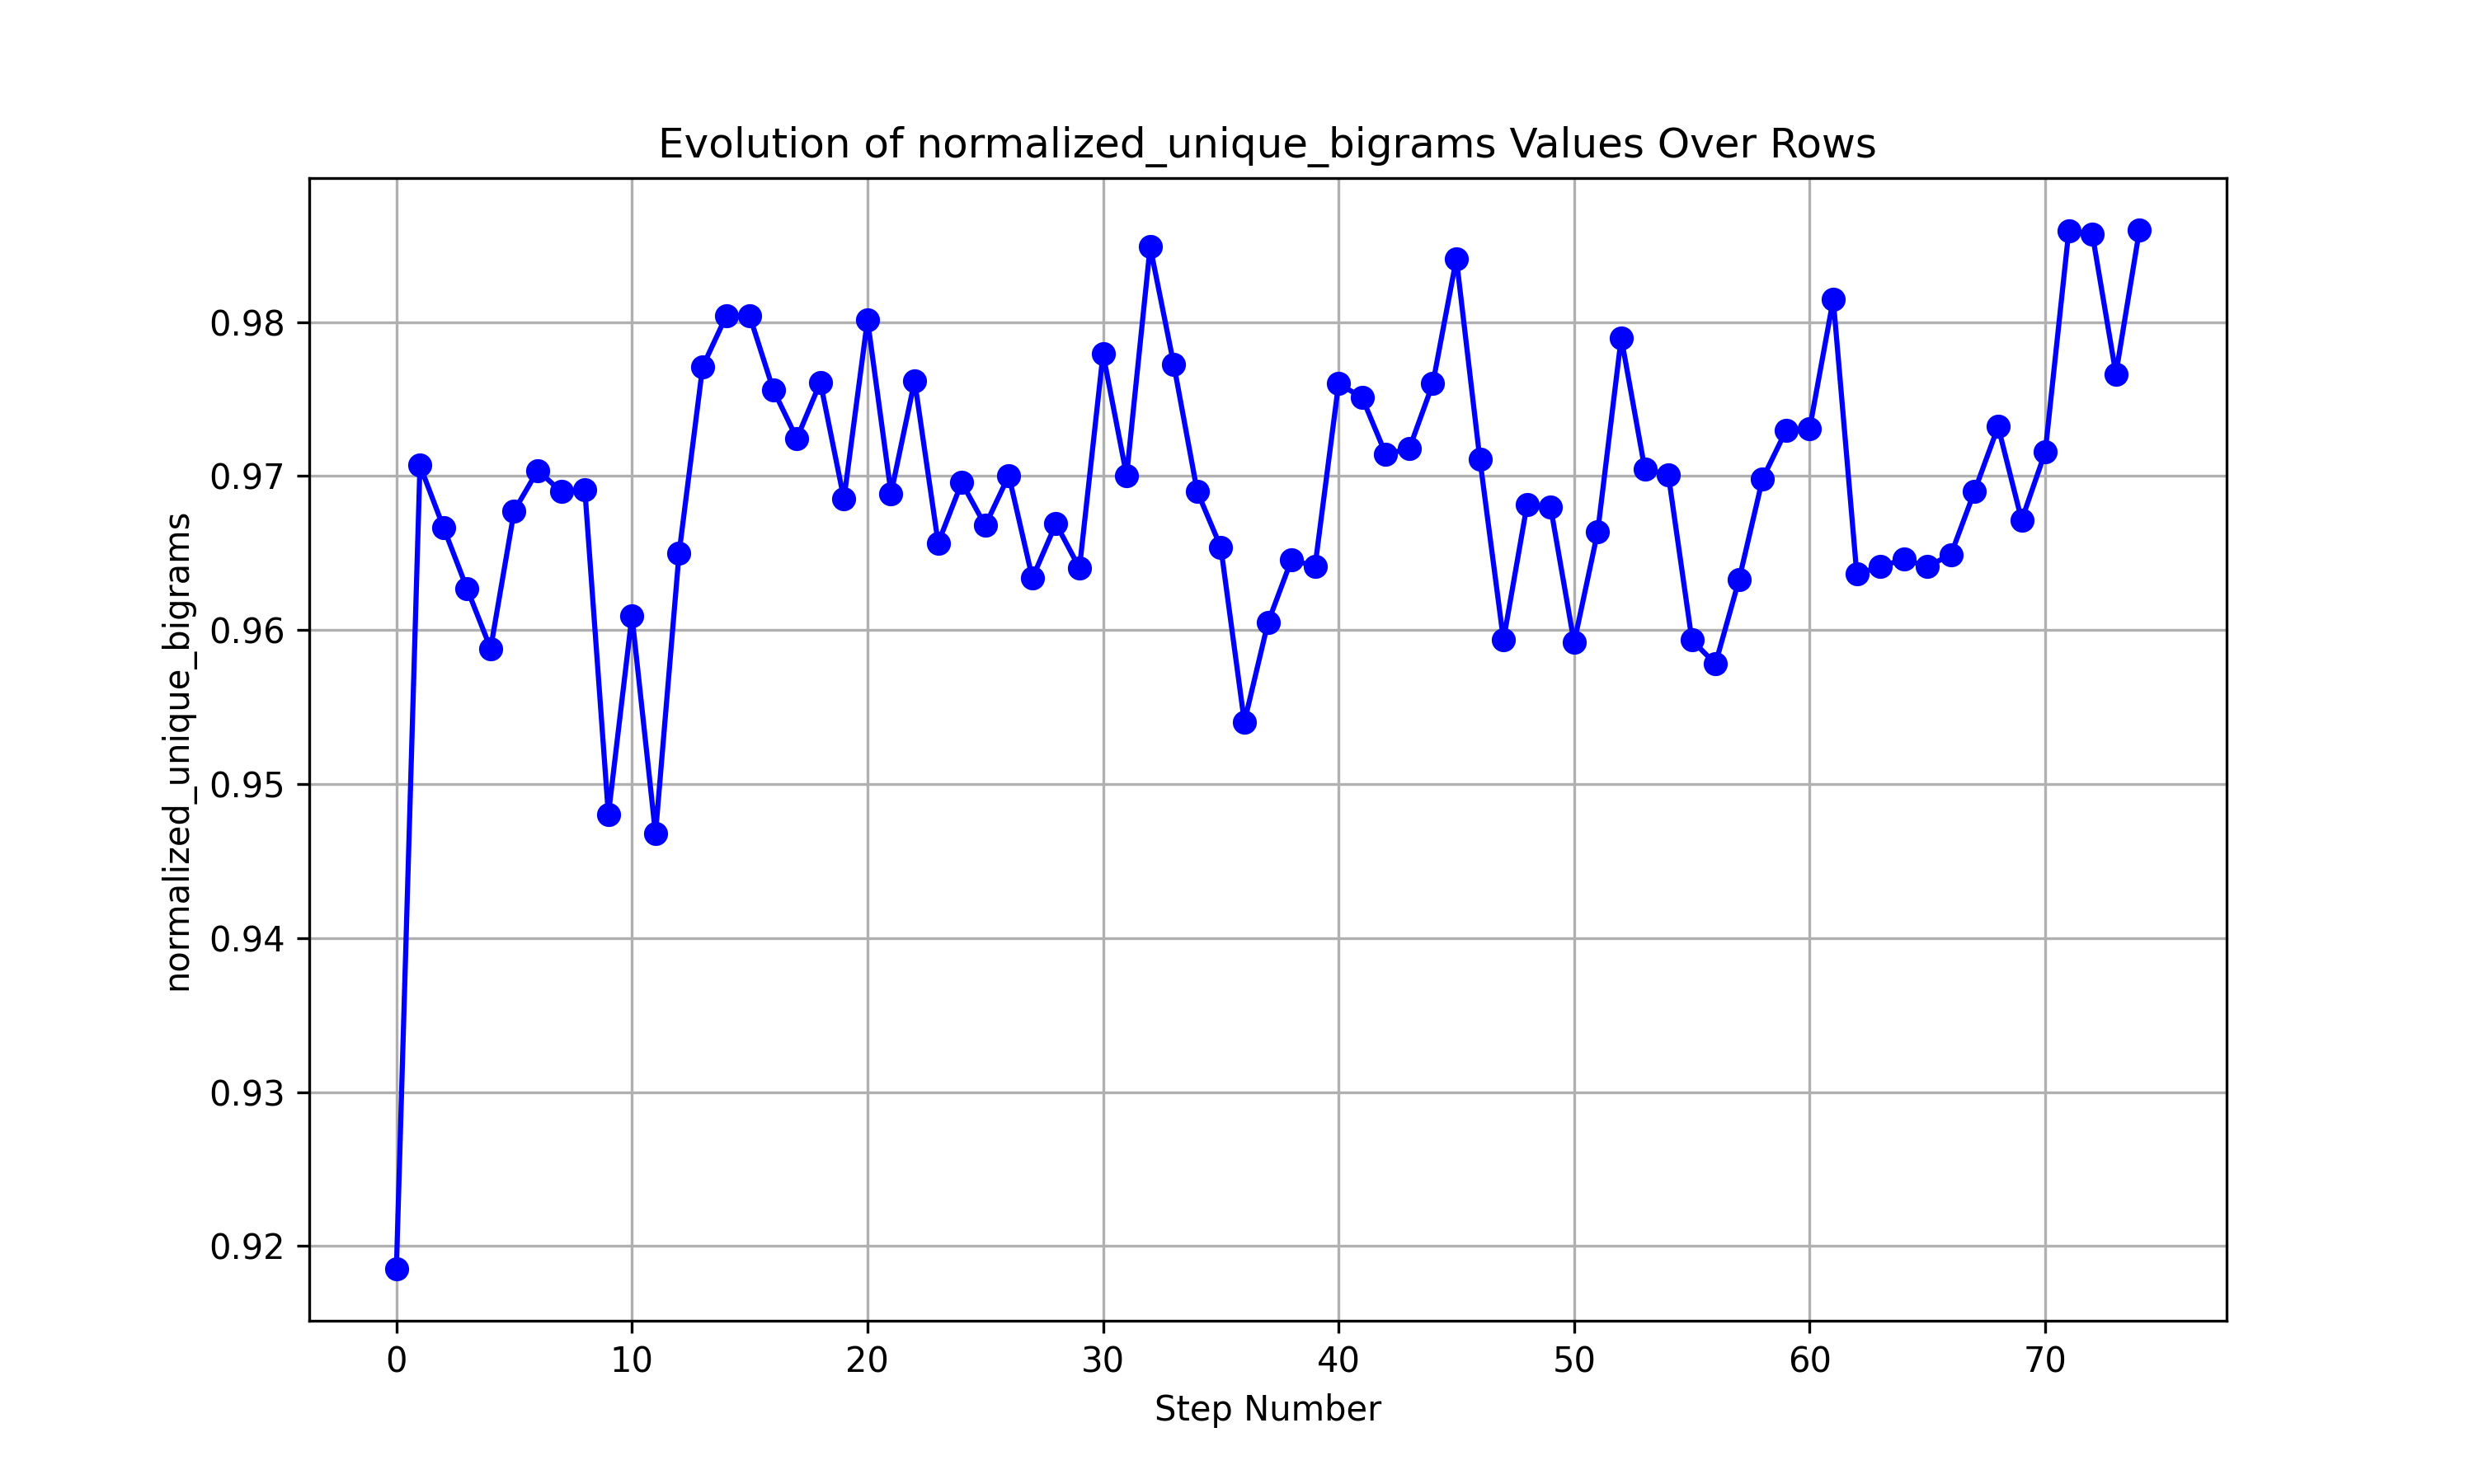 Evolution of normalized_unique_bigrams Values Over Rows
normalized_unique_bigrams
0.98
0.97
0.96
0.95
0.94
0.93
0.92
0 10 20 30 40 50 60 70
Step Number